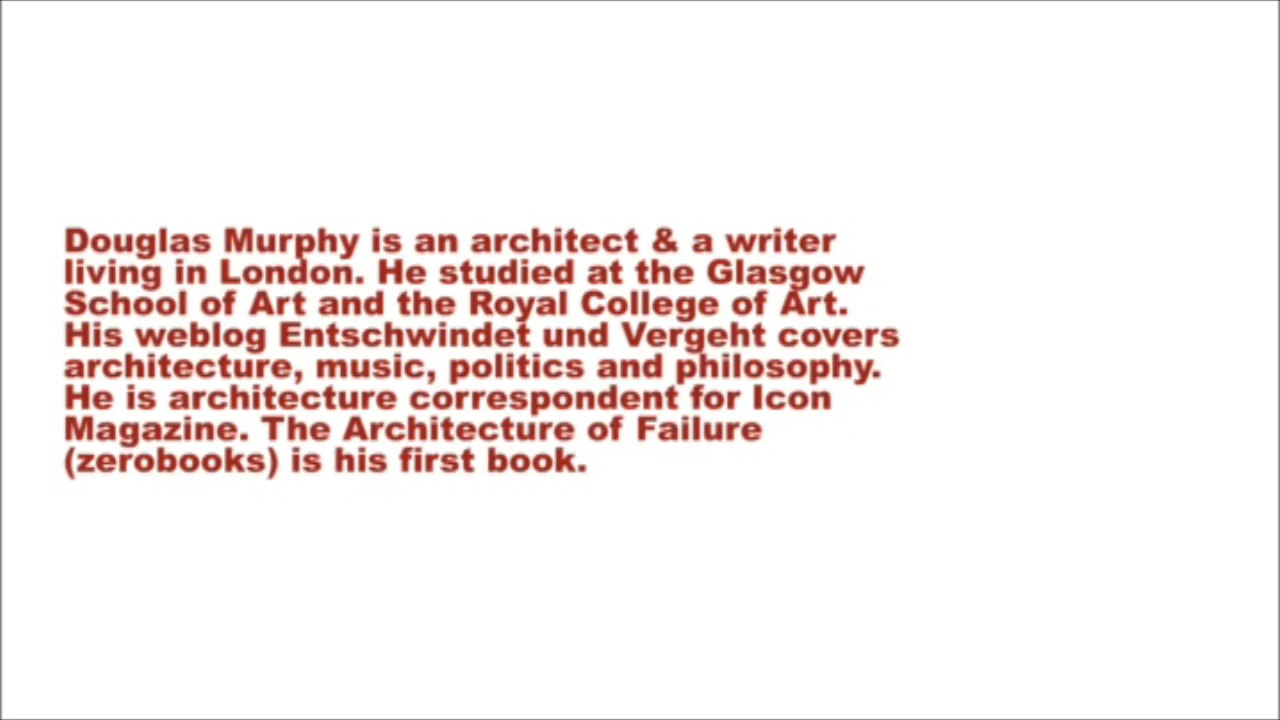 Douglas Murphy is an architect & a writer
living in London. He studied at the Glasgow
School of Art and the Royal College of Art.
His weblog Entschwindet und Vergeht covers
architecture, music, politics and philosophy.
He is architecture correspondent for Icon
Magazine. The Architecture of Failure
(zerobooks) is his first book.